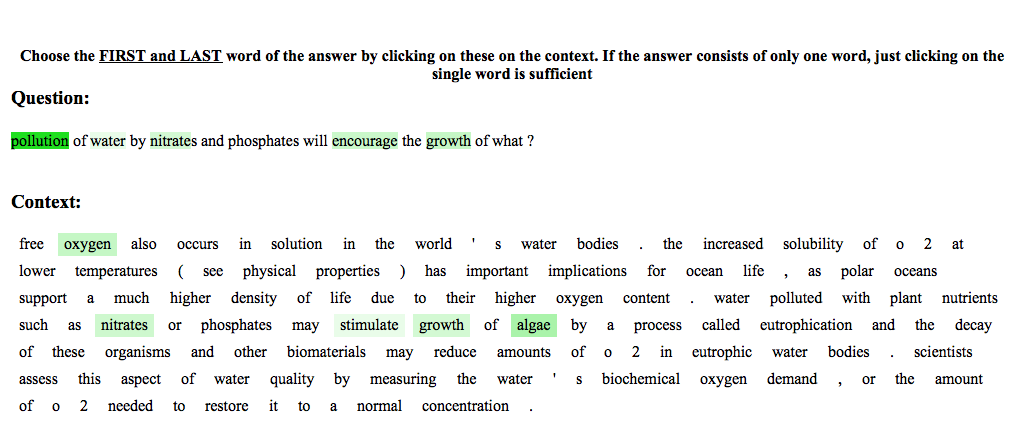 Choose the FIRST and LAST word of the answer by clicking on these on the context. If the answer consists of only one word, just clicking on the
single word is sufficient
Question:
pollution of water by nitrates and phosphates will encourage the growth of what ?
Context:
free oxygen also occurs in solution in the world ' s water bodies . the increased solubility of o 2 at
lower temperatures ( see physical properties ) has important implications for ocean life , as polar oceans
support a much higher density of life due to their higher oxygen content . water polluted with plant nutrients
such as nitrates or phosphates may stimulate growth of algae by a process called eutrophication and the decay
of these organisms and other biomaterials may reduce amounts of o 2 in eutrophic water bodies . scientists
assess this aspect of water quality by measuring the water ' s biochemical oxygen demand , or the amount
of o 2 needed to restore it to a normal concentration .